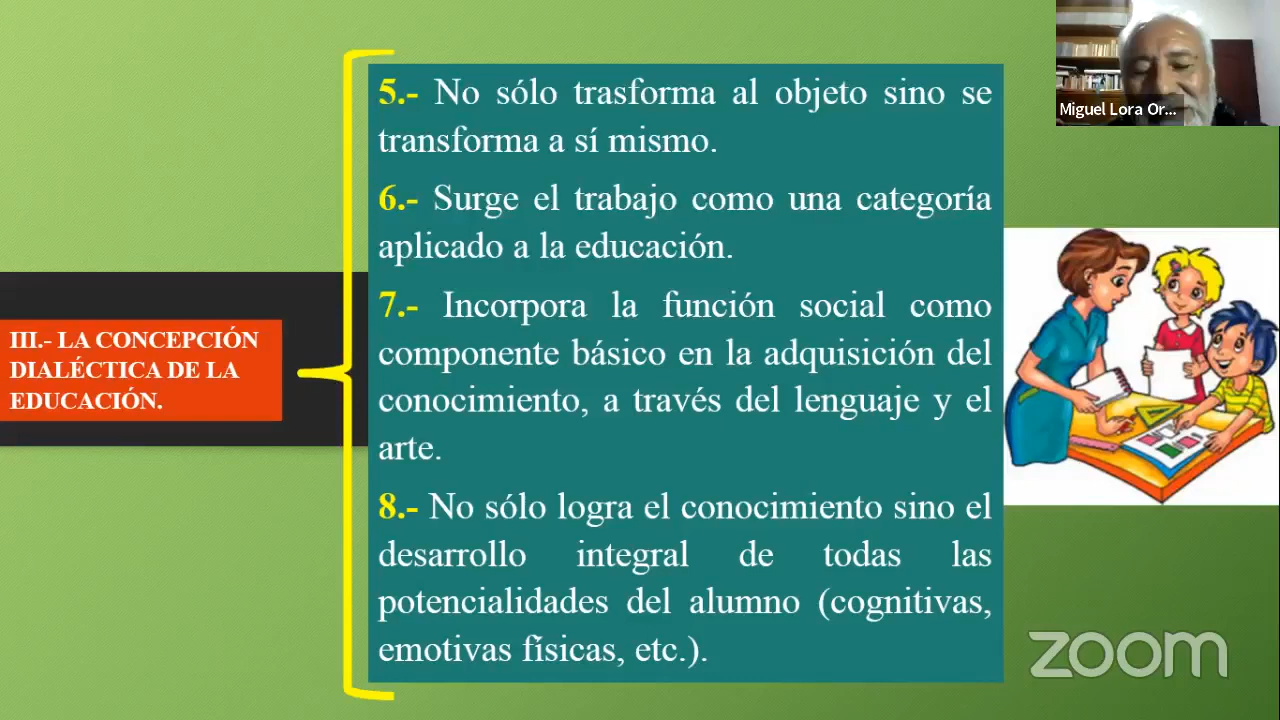 Miguel Lora Or...
5.- No sólo trasforma al objeto sino se
transforma a sí mismo.
6.- Surge el trabajo como una categoría
aplicado a la educación.
7.- Incorpora la función social como
componente básico en la adquisición del
conocimiento, a través del lenguaje y el
arte.
8.- No sólo logra el conocimiento sino el
desarrollo integral de todas las
potencialidades del alumno (cognitivas,
emotivas físicas, etc.).
III.- LA CONCEPCIÓN
DIALÉCTICA DE LA
EDUCACIÓN.
zoom